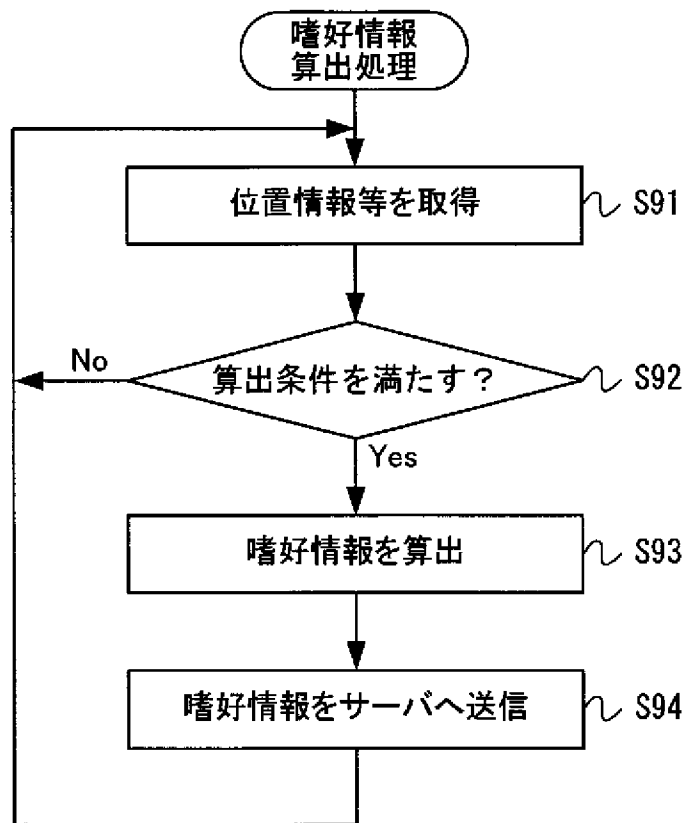 嗜好情報
算出処理
位置情報等を取得
S91
No
算出条件を満たす?
S92
Yes
嗜好情報を算出
S93
嗜好情報をサーバへ送信
S94